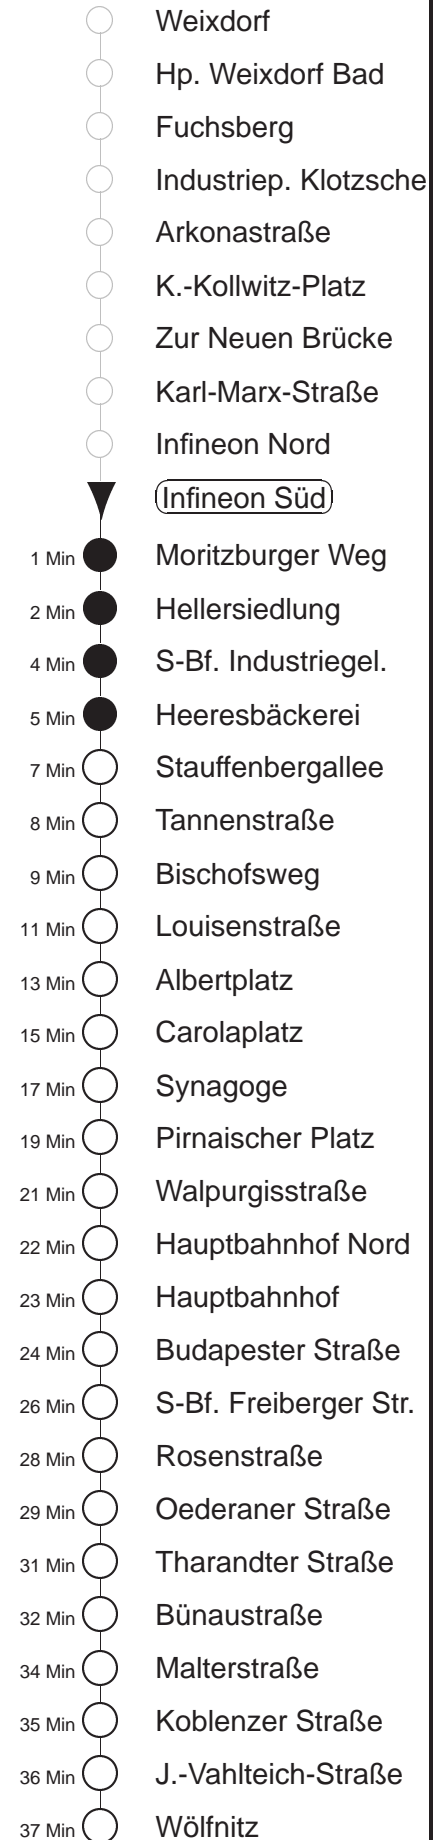 Weixdorf
Hp. Weixdorf Bad
Fuchsberg
Industriep. Klotzsche
Arkonastraße
K.-Kollwitz-Platz
Zur Neuen Brücke
Karl-Marx-Straße
Infineon Nord
Infineon Süd
1 Min Moritzburger Weg
2 Min Hellersiedlung
4 Min S-Bf. Industriegel.
5 Min Heeresbäckerei
7 Min Stauffenbergallee
8 Min Tannenstraße
9 Min Bischofsweg
11 Min Louisenstraße
13 Min Albertplatz
15 Min Carolaplatz
17 Min Synagoge
19 Min Pirnaischer Platz
21 Min Walpurgisstraße
22 Min Hauptbahnhof Nord
23 Min Hauptbahnhof
24 Min Budapester Straße
26 Min S-Bf. Freiberger Str.
28 Min Rosenstraße
29 Min Oederaner Straße
31 Min Tharandter Straße
32 Min Bünaustraße
34 Min Malterstraße
35 Min Koblenzer Straße
36 Min J.-Vahlteich-Straße
37 Min Wölfnitz